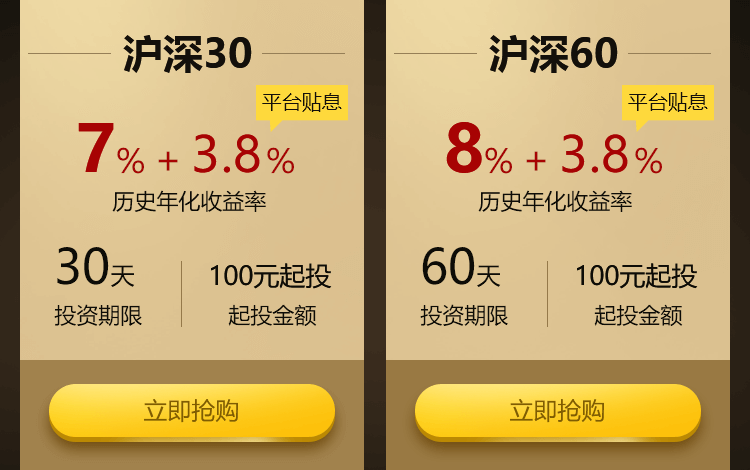 沪深30
平台贴息
7% + 3.8%
历史年化收益率
30天
投资期限
100元起投
起投金额
立即抢购
沪深60
平台贴息
8% + 3.8%
历史年化收益率
60天
投资期限
100元起投
起投金额
立即抢购